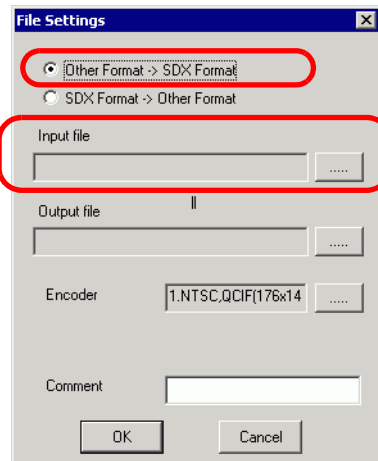 File Settings
Other Format -> SDX Format
SDX Format -> Other Format
Input file
.....
Output file
.....
Encoder
1.NTSC,QCIF(176x14
.....
Comment
OK
Cancel